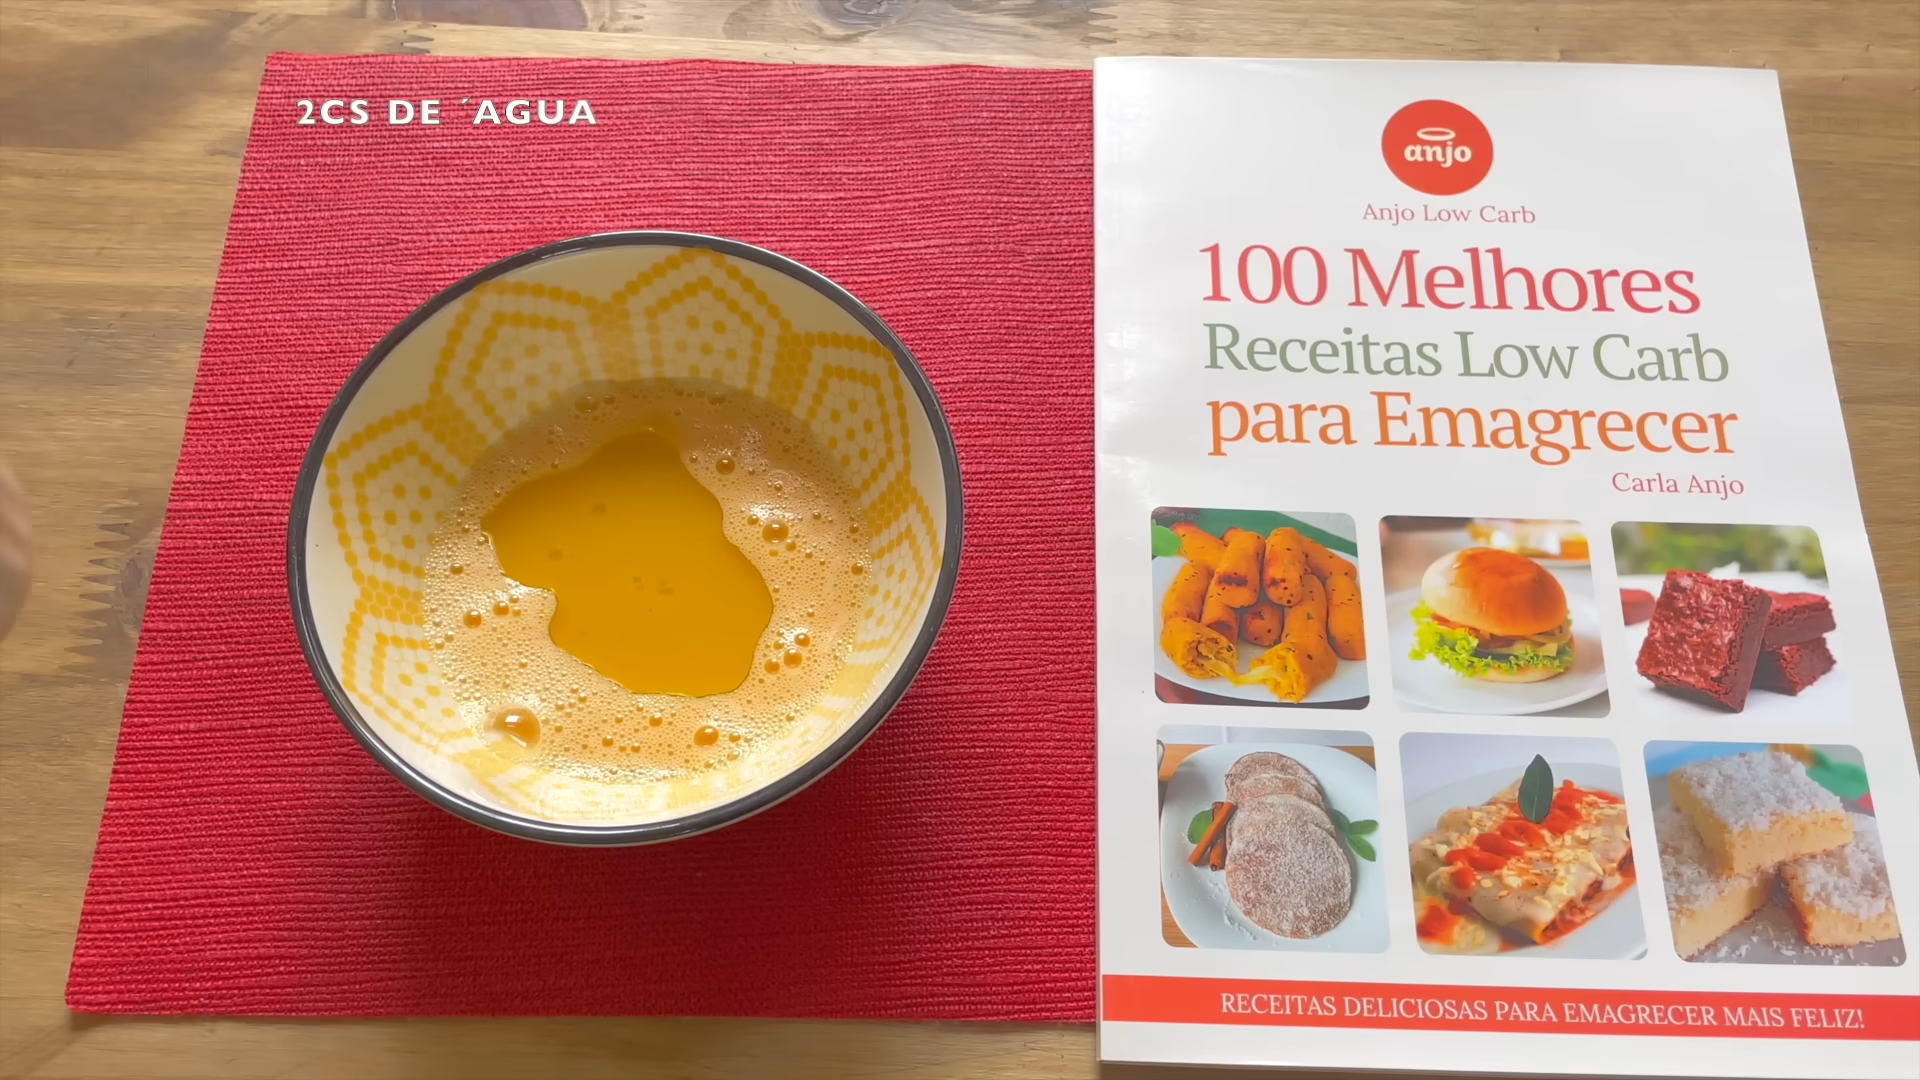 2CS DE ´AGUA
anjo
Anjo Low Carb
100 Melhores
Receitas Low Carb
para Emagrecer
Carla Anjo
RECEITAS DELICIOSAS PARA EMAGRECER MAIS FELIZ!